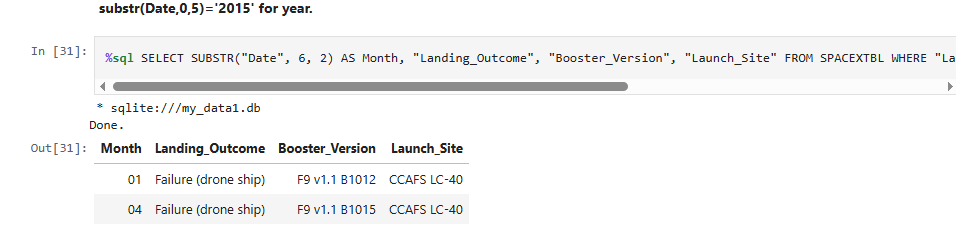 substr(Date,0,5)='2015' for year.
In [31]: %sql SELECT SUBSTR("Date", 6, 2) AS Month, "Landing_Outcome", "Booster_Version", "Launch_Site" FROM SPACEXTBL WHERE "La
* sqlite:///my_data1.db
Done.
Out[31]: Month Landing_Outcome Booster_Version Launch_Site
01 Failure (drone ship) F9 v1.1 B1012 CCAFS LC-40
04 Failure (drone ship) F9 v1.1 B1015 CCAFS LC-40